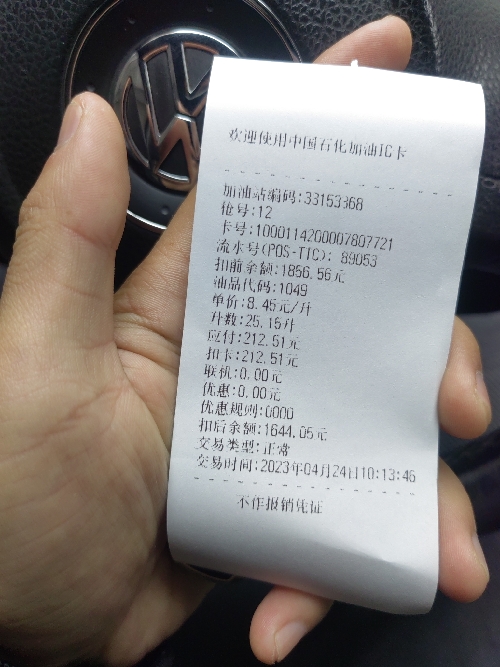 欢迎使用中国石化加油IC卡
加油站编码:33153368
枪号:12
卡号:1000114200007807721
流水号(POS-TTC): 89053
扣前余额:1856.56元
油品代码:1049
单价:8.45元/升
升数:25.15升
应付:212.51元
扣卡:212.51元
联机:0.00元
优惠:0.00元
优惠规则:0000
扣后余额:1644.05元
交易类型:正常
交易时间:2023年04月24日10:13:46
不作报销凭证